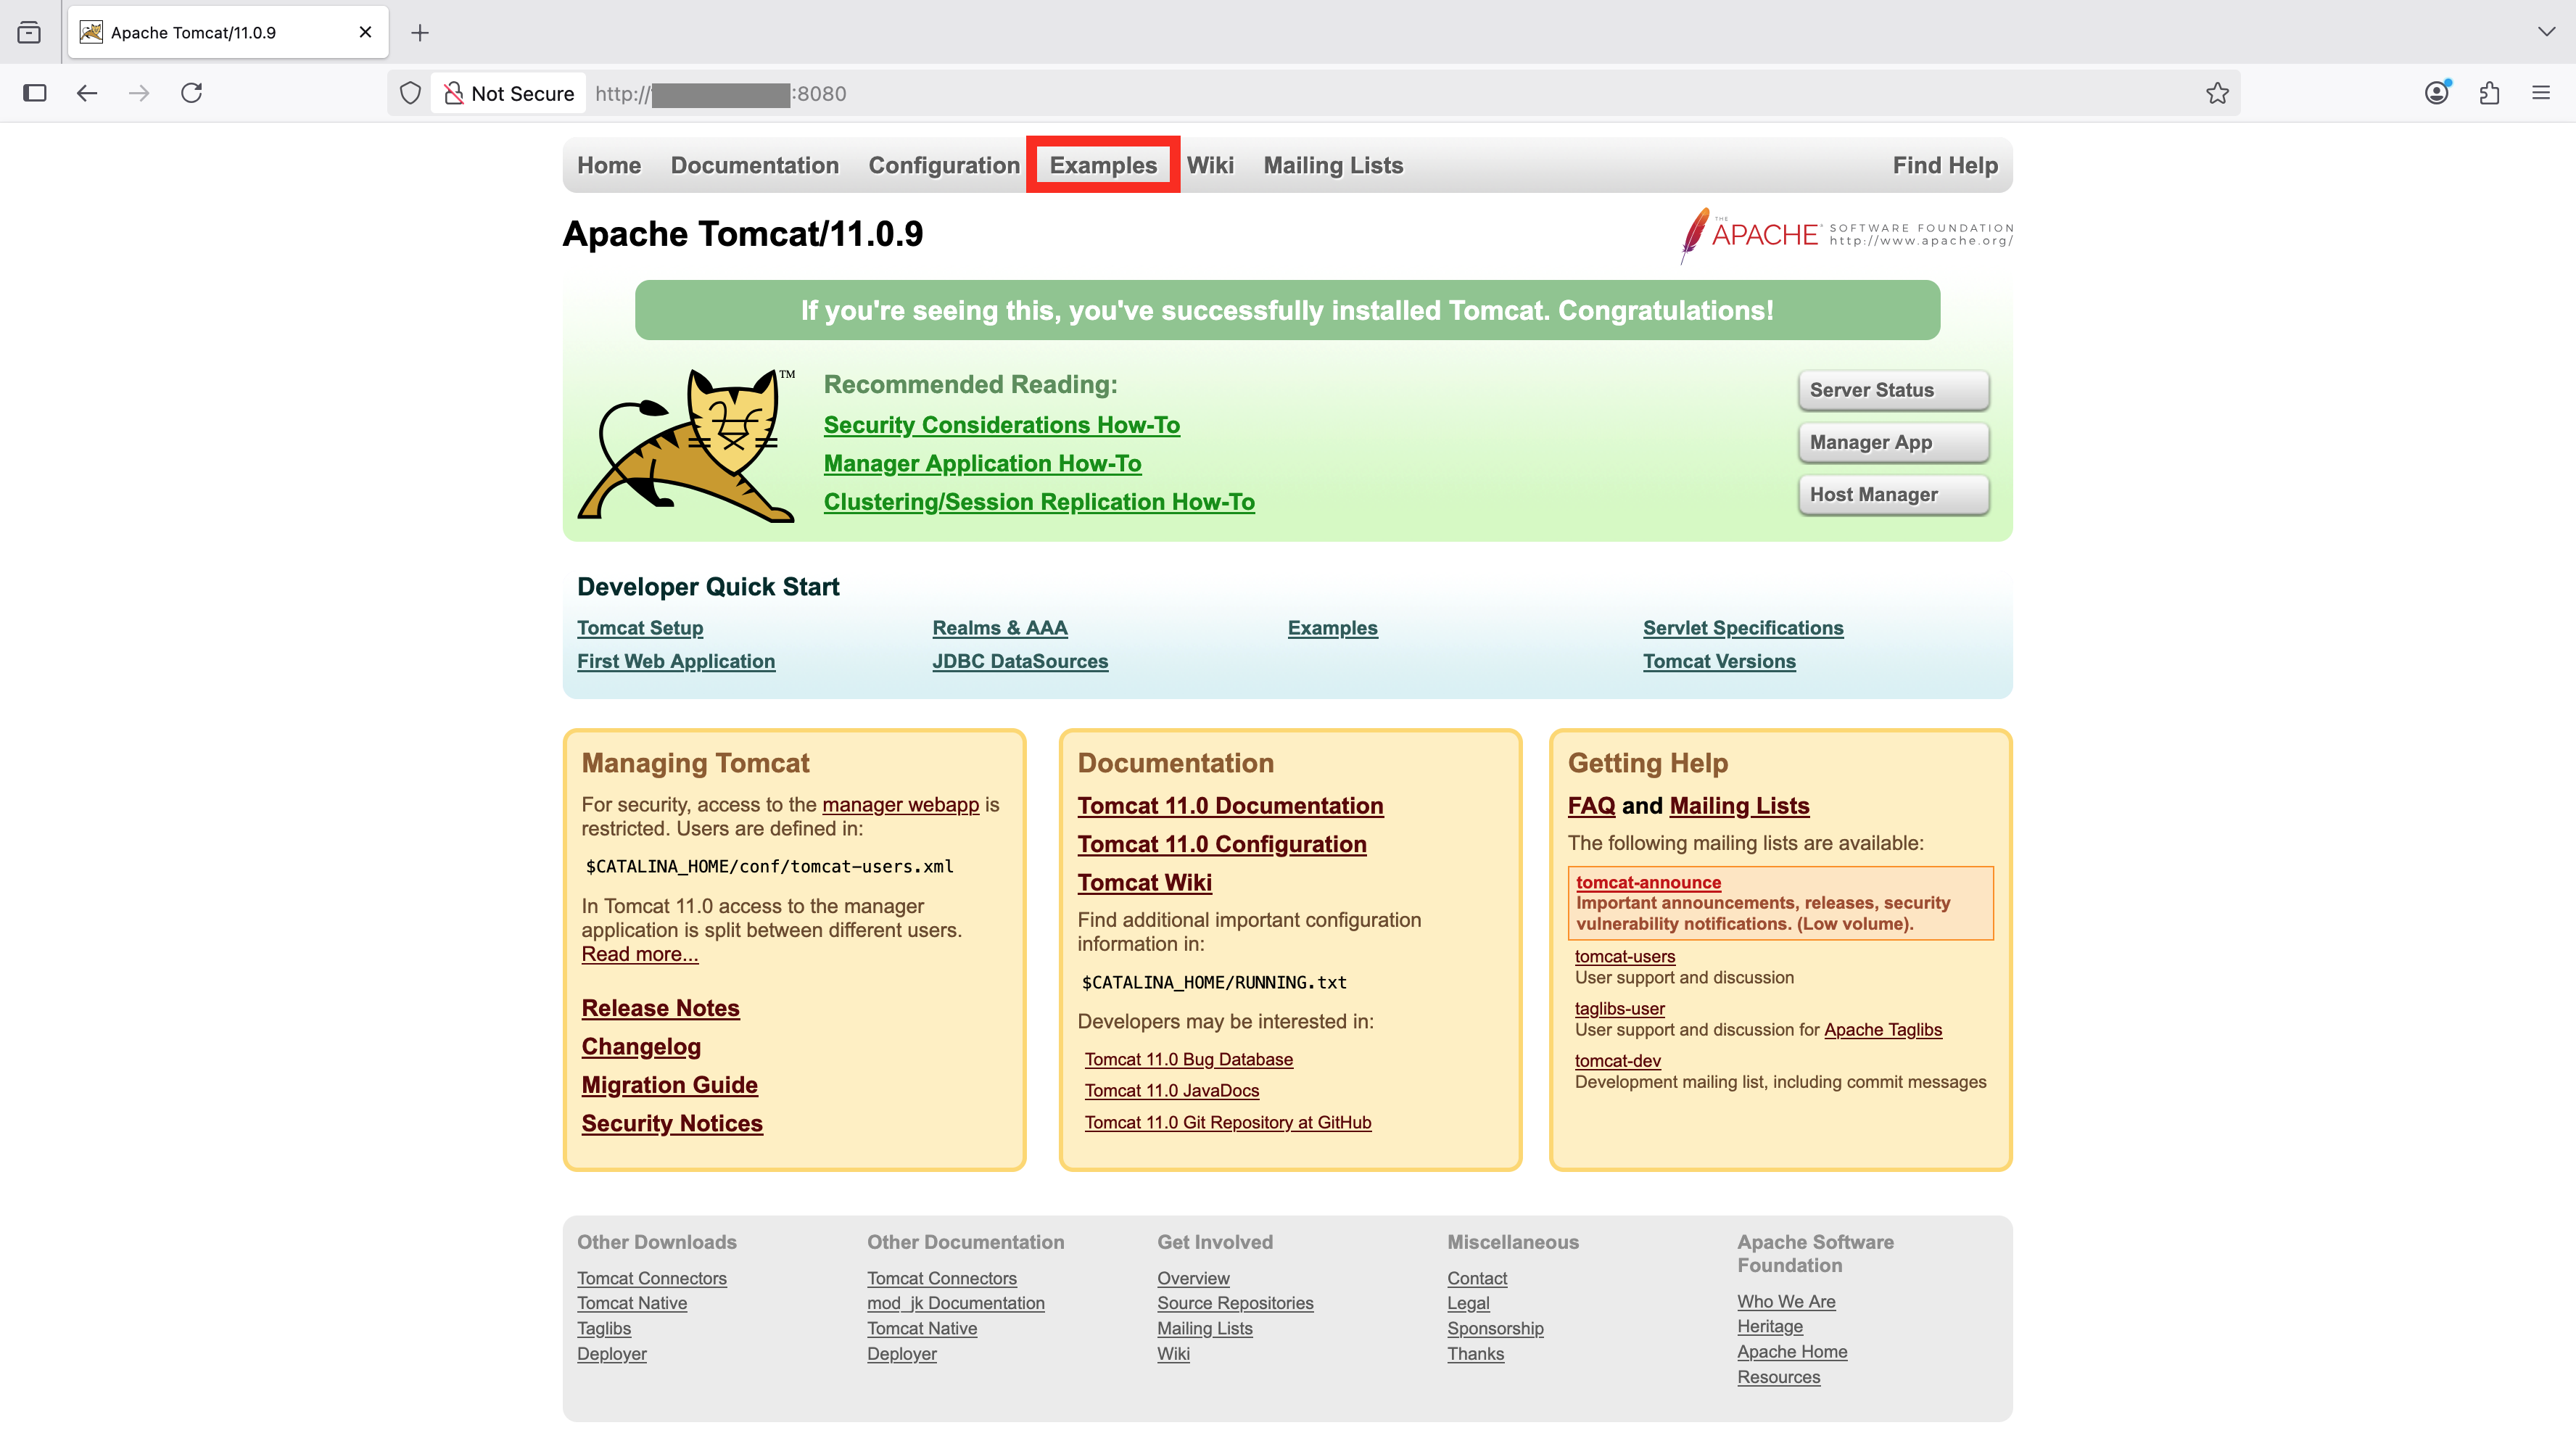 Apache Tomcat/11.0.9
Not Secure http:// :8080
Home Documentation Configuration Examples Wiki Mailing Lists Find Help
Apache Tomcat/11.0.9
THE APACHE® SOFTWARE FOUNDATION
http://www.apache.org/
If you're seeing this, you've successfully installed Tomcat. Congratulations!
TM
Recommended Reading:
Security Considerations How-To
Manager Application How-To
Clustering/Session Replication How-To
Server Status
Manager App
Host Manager
Developer Quick Start
Tomcat Setup
First Web Application
Realms & AAA
JDBC DataSources
Examples
Servlet Specifications
Tomcat Versions
Managing Tomcat
For security, access to the manager webapp is
restricted. Users are defined in:
$CATALINA_HOME/conf/tomcat-users.xml
In Tomcat 11.0 access to the manager
application is split between different users.
Read more...
Release Notes
Changelog
Migration Guide
Security Notices
Documentation
Tomcat 11.0 Documentation
Tomcat 11.0 Configuration
Tomcat Wiki
Find additional important configuration
information in:
$CATALINA_HOME/RUNNING.txt
Developers may be interested in:
Tomcat 11.0 Bug Database
Tomcat 11.0 JavaDocs
Tomcat 11.0 Git Repository at GitHub
Getting Help
FAQ and Mailing Lists
The following mailing lists are available:
tomcat-announce
Important announcements, releases, security
vulnerability notifications. (Low volume).
tomcat-users
User support and discussion
taglibs-user
User support and discussion for Apache Taglibs
tomcat-dev
Development mailing list, including commit messages
Other Downloads
Tomcat Connectors
Tomcat Native
Taglibs
Deployer
Other Documentation
Tomcat Connectors
mod_jk Documentation
Tomcat Native
Deployer
Get Involved
Overview
Source Repositories
Mailing Lists
Wiki
Miscellaneous
Contact
Legal
Sponsorship
Thanks
Apache Software
Foundation
Who We Are
Heritage
Apache Home
Resources